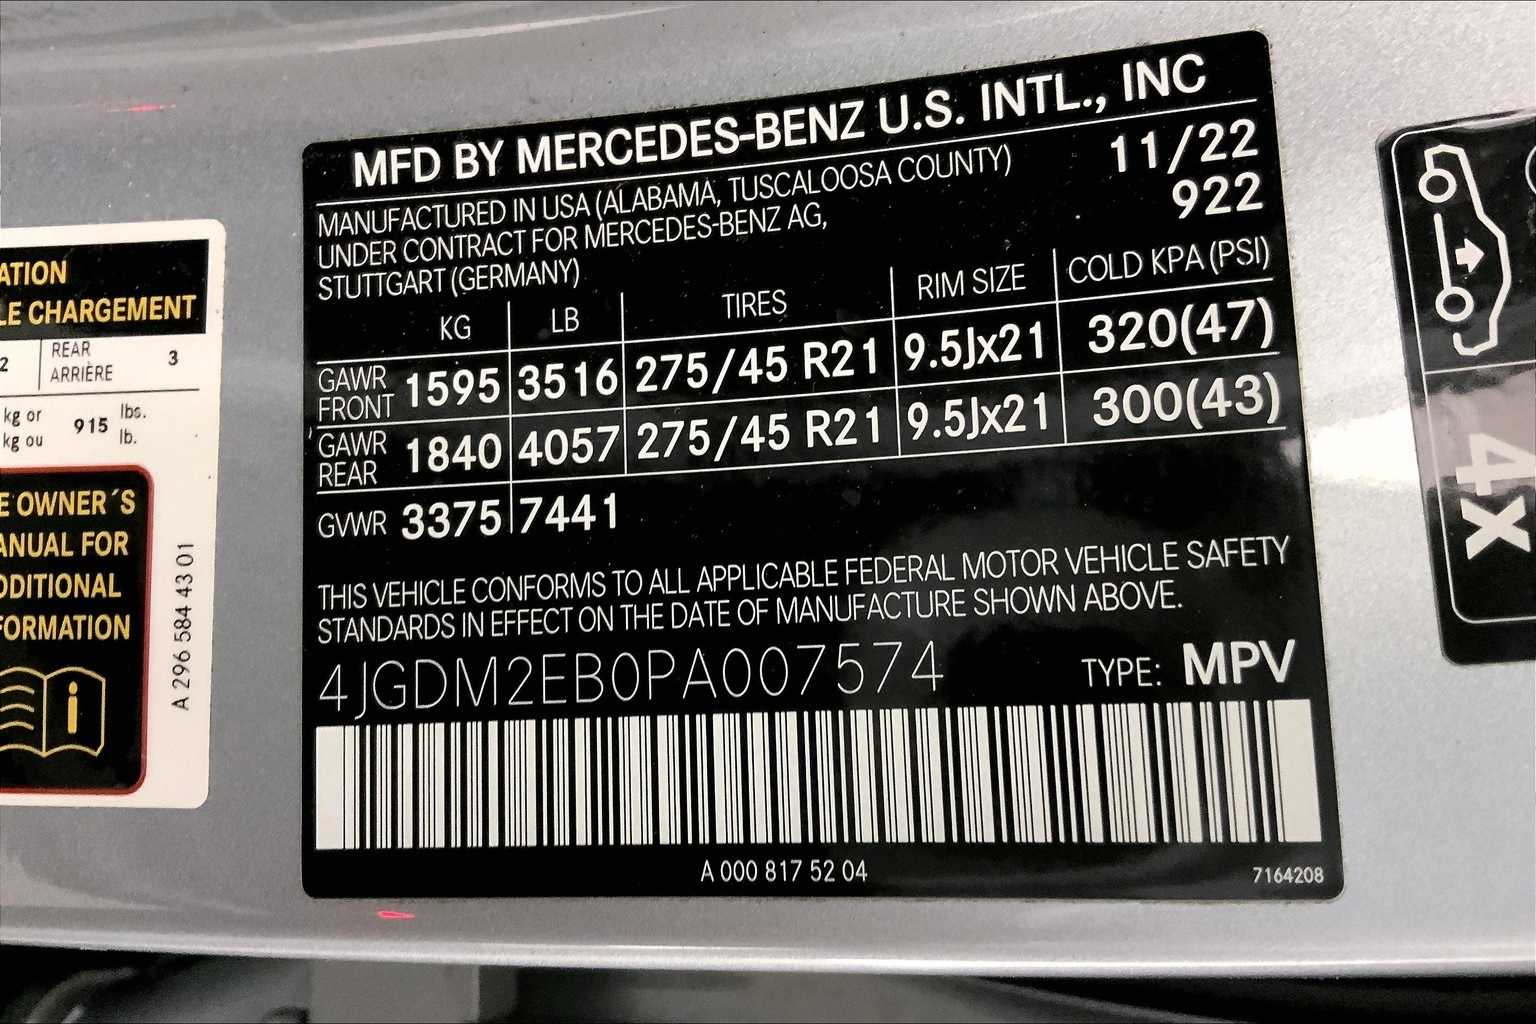 MFD BY MERCEDES-BENZ U.S. INTL., INC
MANUFACTURED IN USA (ALABAMA, TUSCALOOSA COUNTY) 11/22
UNDER CONTRACT FOR MERCEDES-BENZ AG, 922
STUTTGART (GERMANY)
KG LB TIRES RIM SIZE COLD KPA (PSI)
GAWR FRONT 1595 3516 275/45 R21 9.5Jx21 320(47)
GAWR REAR 1840 4057 275/45 R21 9.5Jx21 300(43)
GVWR 3375 7441
THIS VEHICLE CONFORMS TO ALL APPLICABLE FEDERAL MOTOR VEHICLE SAFETY
STANDARDS IN EFFECT ON THE DATE OF MANUFACTURE SHOWN ABOVE.
4JGDM2EB0PA007574 TYPE: MPV
A 000 817 52 04 7164208
ATION
LE CHARGEMENT
2 REAR 3
ARRIÈRE
kg or 915 lbs.
kg ou lb.
E OWNER´S
ANUAL FOR
DDITIONAL
FORMATION
i
A 296 584 43 01
4x